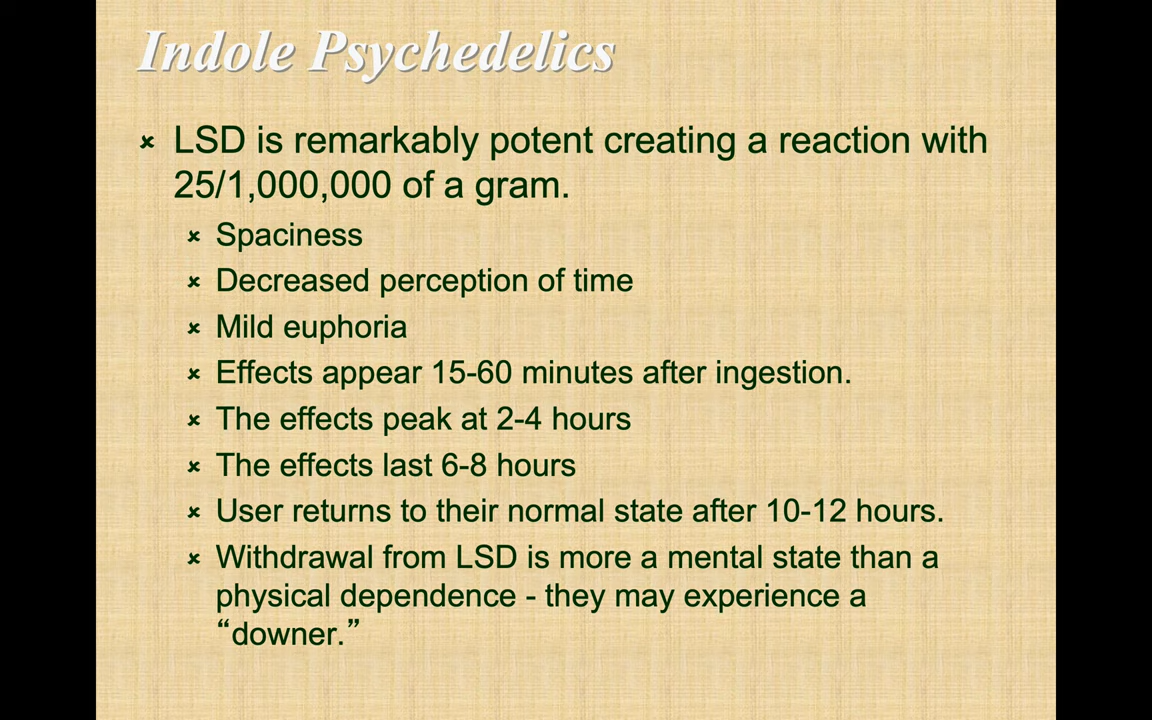 Indole Psychedelics
LSD is remarkably potent creating a reaction with
25/1,000,000 of a gram.
Spaciness
Decreased perception of time
Mild euphoria
Effects appear 15-60 minutes after ingestion.
The effects peak at 2-4 hours
The effects last 6-8 hours
User returns to their normal state after 10-12 hours.
Withdrawal from LSD is more a mental state than a
physical dependence - they may experience a
“downer.”